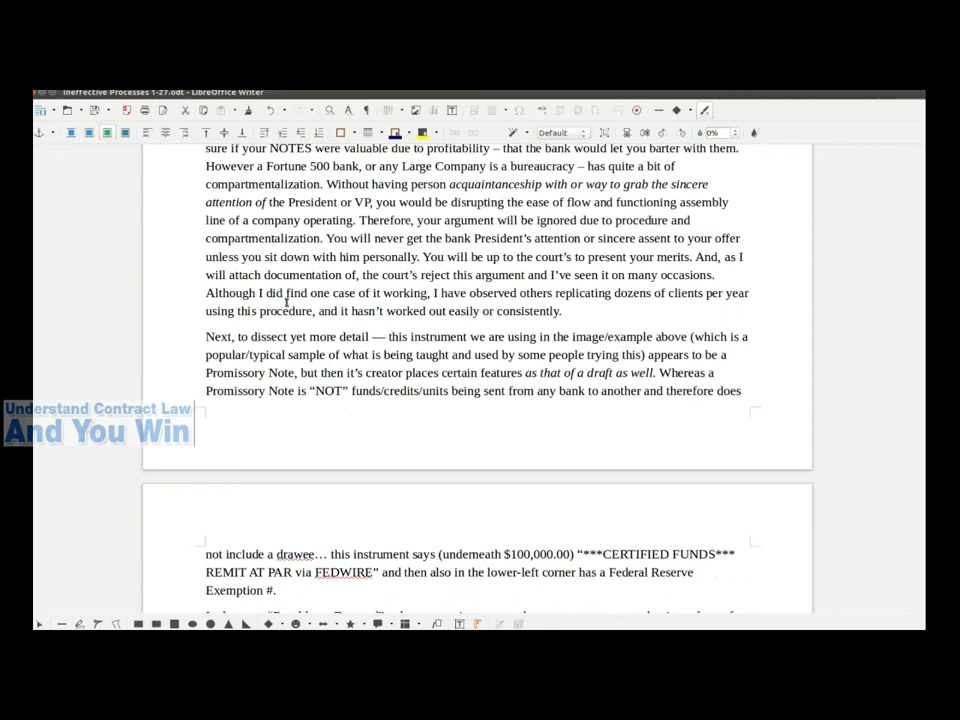 Ineffective Processes 1-27.odt - LibreOffice Writer
Default
0%
sure if your NOTES were valuable due to profitability – that the bank would let you barter with them.
However a Fortune 500 bank, or any Large Company is a bureaucracy – has quite a bit of
compartmentalization. Without having person acquaintanceship with or way to grab the sincere
attention of the President or VP, you would be disrupting the ease of flow and functioning assembly
line of a company operating. Therefore, your argument will be ignored due to procedure and
compartmentalization. You will never get the bank President's attention or sincere assent to your offer
unless you sit down with him personally. You will be up to the court's to present your merits. And, as I
will attach documentation of, the court's reject this argument and I've seen it on many occasions.
Although I did find one case of it working, I have observed others replicating dozens of clients per year
using this procedure, and it hasn't worked out easily or consistently.
Next, to dissect yet more detail — this instrument we are using in the image/example above (which is a
popular/typical sample of what is being taught and used by some people trying this) appears to be a
Promissory Note, but then it's creator places certain features as that of a draft as well. Whereas a
Promissory Note is “NOT” funds/credits/units being sent from any bank to another and therefore does
Understand Contract Law
And You Win
not include a drawee… this instrument says (underneath $100,000.00) “***CERTIFIED FUNDS***
REMIT AT PAR via FEDWIRE” and then also in the lower-left corner has a Federal Reserve
Exemption #.